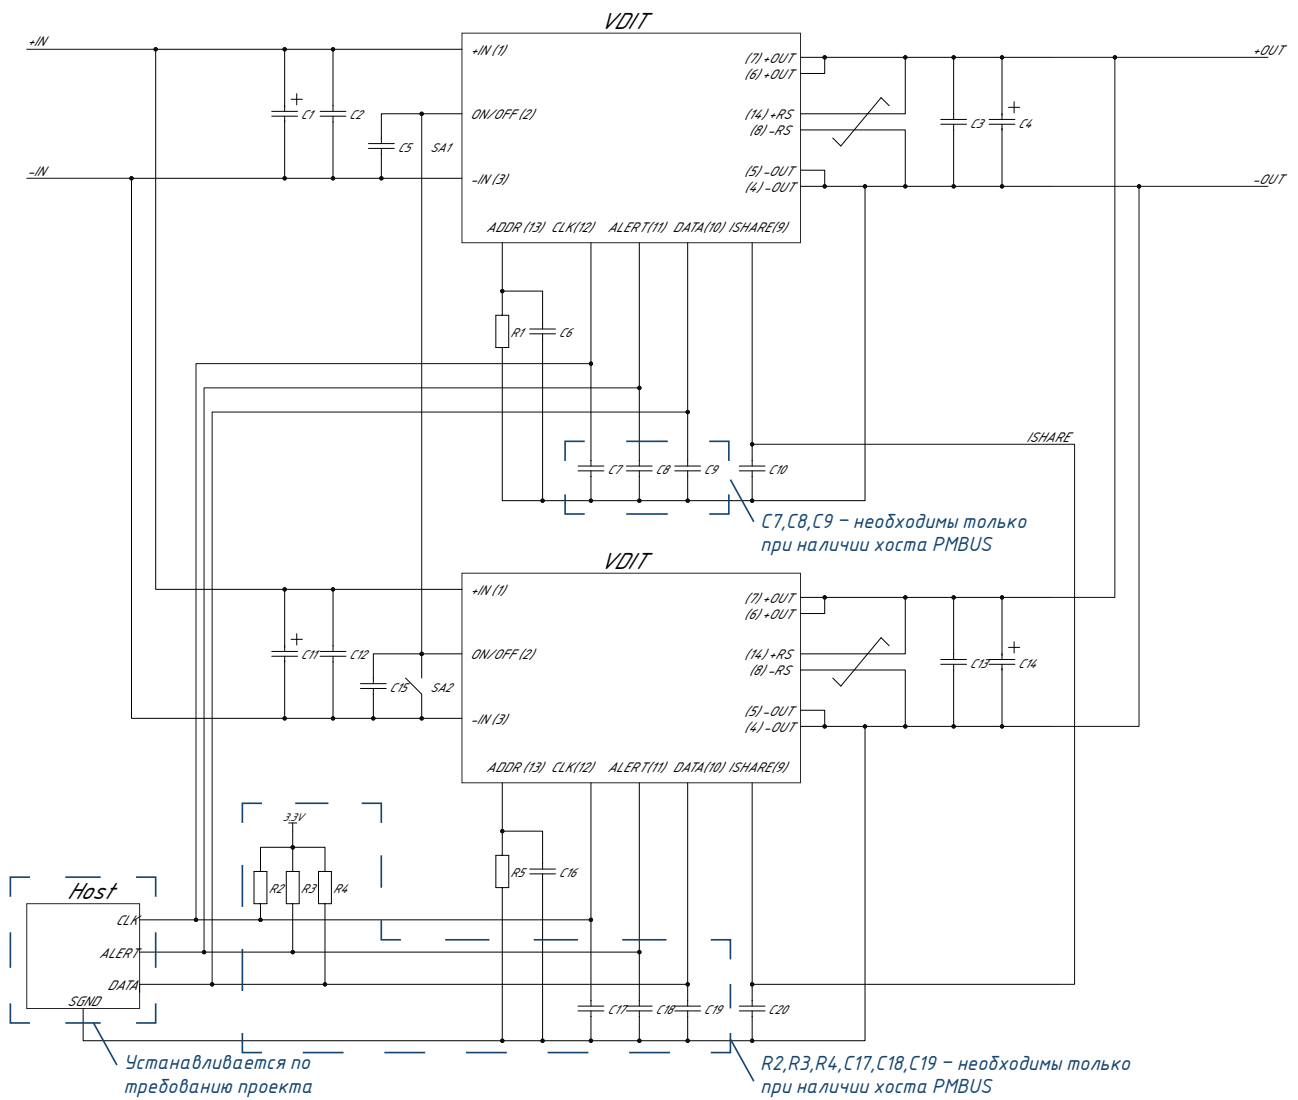 VDIT
+IN
+IN (1)
(7) +OUT
+OUT
(6) +OUT
+
C1
C2
ON/OFF (2)
(14) +RS
+
C3
C4
C5
SA1
(8) -RS
-IN
-IN (3)
(5) -OUT
(4) -OUT
-OUT
ADDR (13)
CLK(12)
ALERT(11)
DATA(10)
ISHARE(9)
R1
C6
ISHARE
C7
C8
C9
C10
C7,C8,C9 – необходимы только
при наличии хоста PMBUS
VDIT
+IN (1)
(7) +OUT
(6) +OUT
+
C11
C12
ON/OFF (2)
(14) +RS
+
C13
C14
C15
SA2
(8) -RS
-IN (3)
(5) -OUT
(4) -OUT
ADDR (13)
CLK(12)
ALERT(11)
DATA(10)
ISHARE(9)
3.3V
R2
R3
R4
R5
C16
Host
CLK
ALERT
DATA
SGND
C17
C18
C19
C20
Устанавливается по
требованию проекта
R2,R3,R4,C17,C18,C19 – необходимы только
при наличии хоста PMBUS